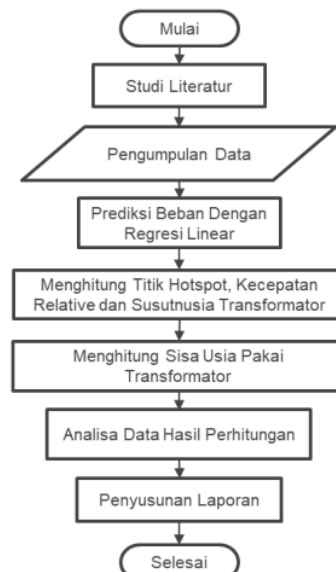 Mulai
Studi Literatur
Pengumpulan Data
Prediksi Beban Dengan
Regresi Linear
Menghitung Titik Hotspot, Kecepatan
Relative dan Susutnusia Transformator
Menghitung Sisa Usia Pakai
Transformator
Analisa Data Hasil Perhitungan
Penyusunan Laporan
Selesai